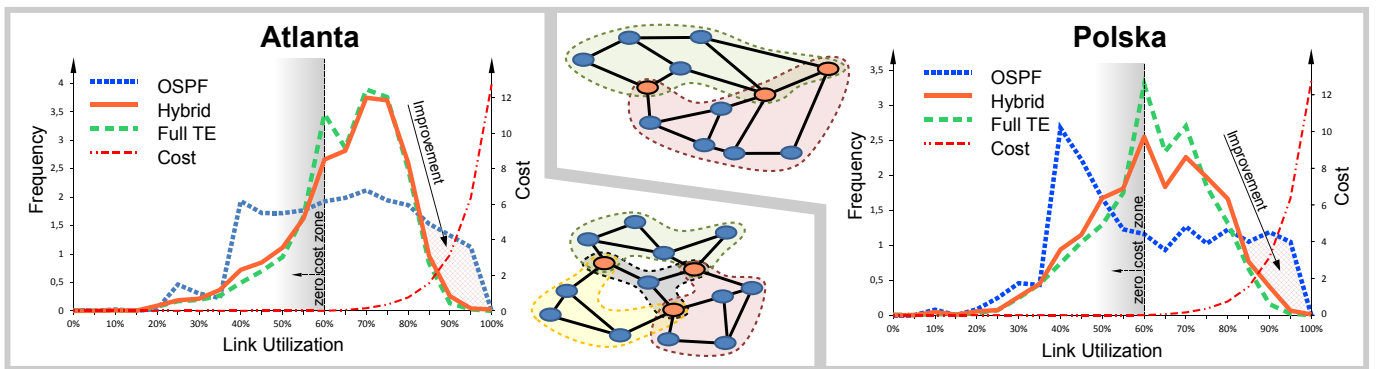 Atlanta
OSPF
Hybrid
Full TE
Cost
Improvement
zero cost zone
Frequency
4
3,5
3
2,5
2
1,5
1
0,5
0
Cost
12
10
8
6
4
2
0
0% 10% 20% 30% 40% 50% 60% 70% 80% 90% 100%
Link Utilization
Polska
OSPF
Hybrid
Full TE
Cost
Improvement
zero cost zone
Frequency
3,5
3
2,5
2
1,5
1
0,5
0
Cost
12
10
8
6
4
2
0
0% 10% 20% 30% 40% 50% 60% 70% 80% 90% 100%
Link Utilization